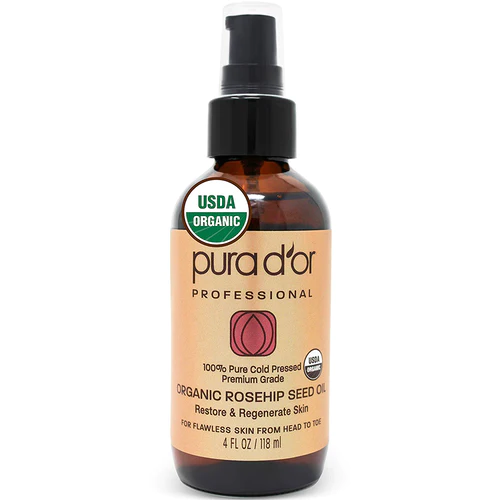 USDA
ORGANIC
pura d'or
PROFESSIONAL
100% Pure Cold Pressed
Premium Grade
USDA
ORGANIC
ORGANIC ROSEHIP SEED OIL
Restore & Regenerate Skin
FOR FLAWLESS SKIN FROM HEAD TO TOE
4 FL OZ / 118 ml